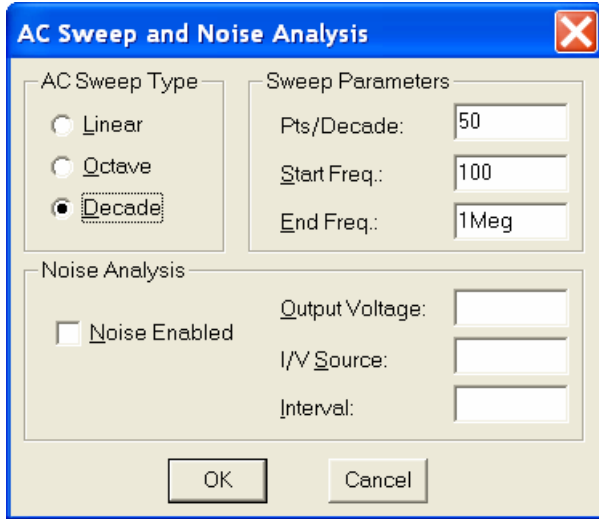 AC Sweep and Noise Analysis
AC Sweep Type
Linear
Octave
Decade
Sweep Parameters
Pts/Decade: 50
Start Freq.: 100
End Freq.: 1Meg
Noise Analysis
Noise Enabled
Output Voltage:
I/V Source:
Interval:
OK
Cancel